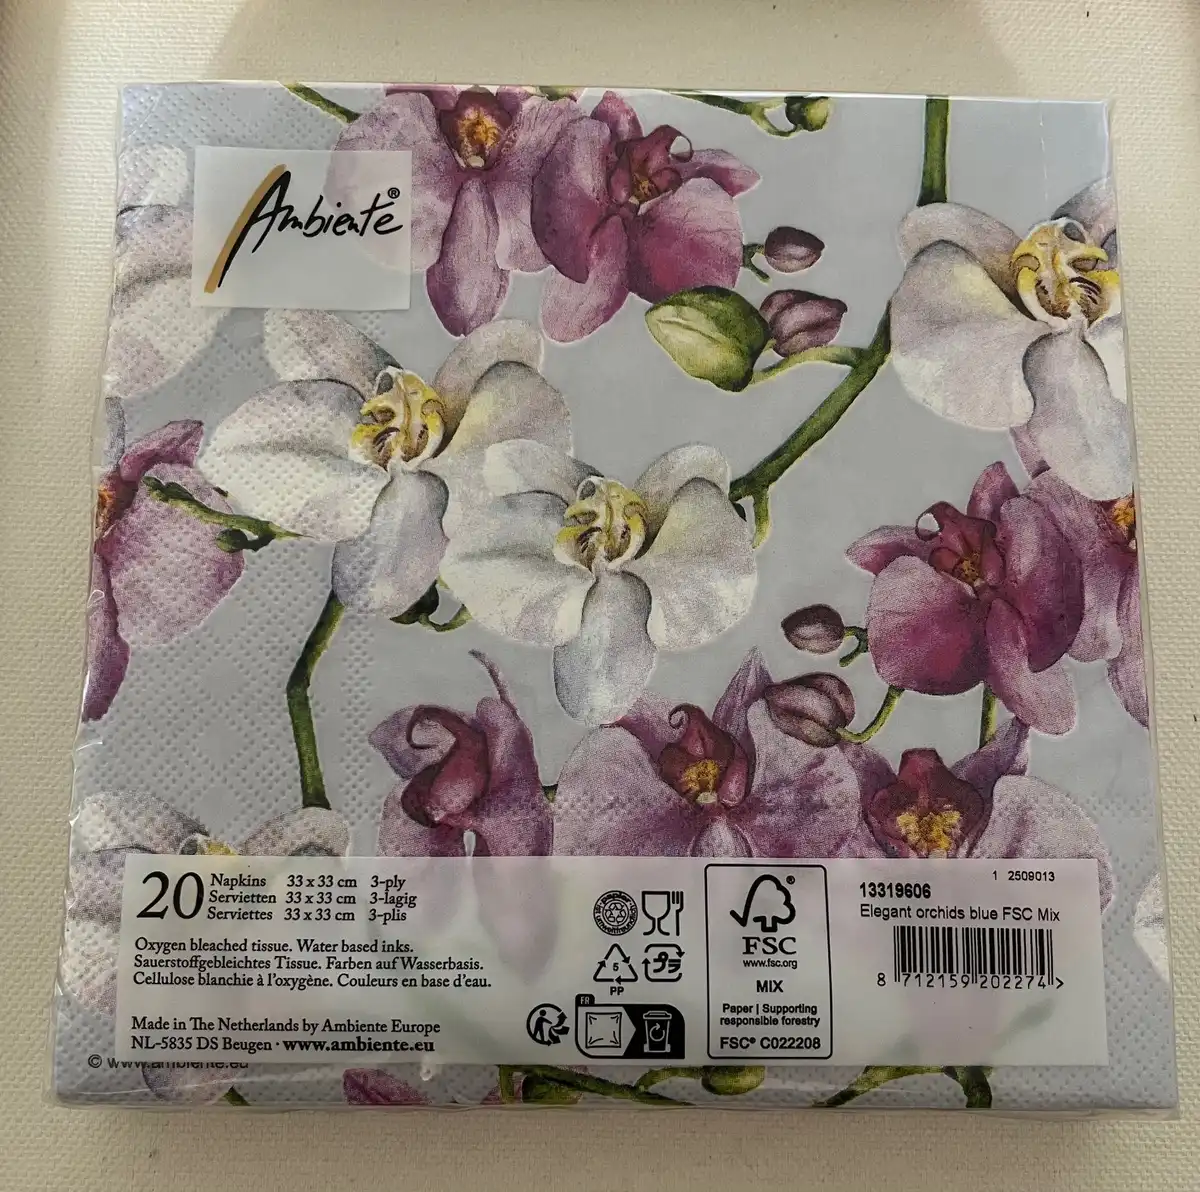 Ambiente®
20 Napkins 33 x 33 cm 3-ply
Servietten 33 x 33 cm 3-lagig
Serviettes 33 x 33 cm 3-plis
Oxygen bleached tissue. Water based inks.
Sauerstoffgebleichtes Tissue. Farben auf Wasserbasis.
Cellulose blanchie à l'oxygène. Couleurs en base d'eau.
Made in The Netherlands by Ambiente Europe
NL-5835 DS Beugen · www.ambiente.eu
© www.ambiente.eu
5
PP
プラ
FR
®
FSC
www.fsc.org
MIX
Paper | Supporting
responsible forestry
FSC® C022208
1 2509013
13319606
Elegant orchids blue FSC Mix
8 712159 202274 >